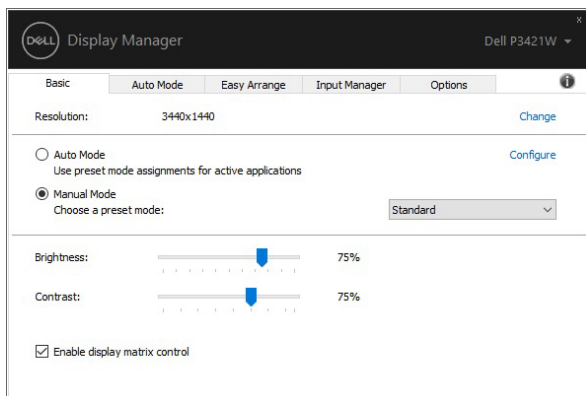 x
DELL Display Manager Dell P3421W
Basic Auto Mode Easy Arrange Input Manager Options i
Resolution: 3440x1440 Change
Auto Mode Configure
Use preset mode assignments for active applications
Manual Mode
Choose a preset mode: Standard
Brightness: 75%
Contrast: 75%
Enable display matrix control